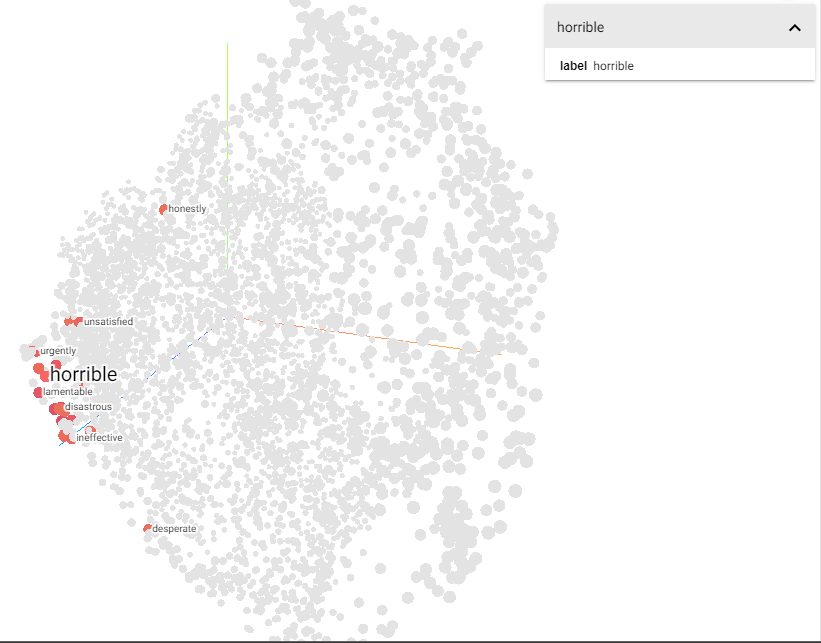 horrible
label horrible
honestly
unsatisfied
urgently
horrible
lamentable
disastrous
ineffective
desperate